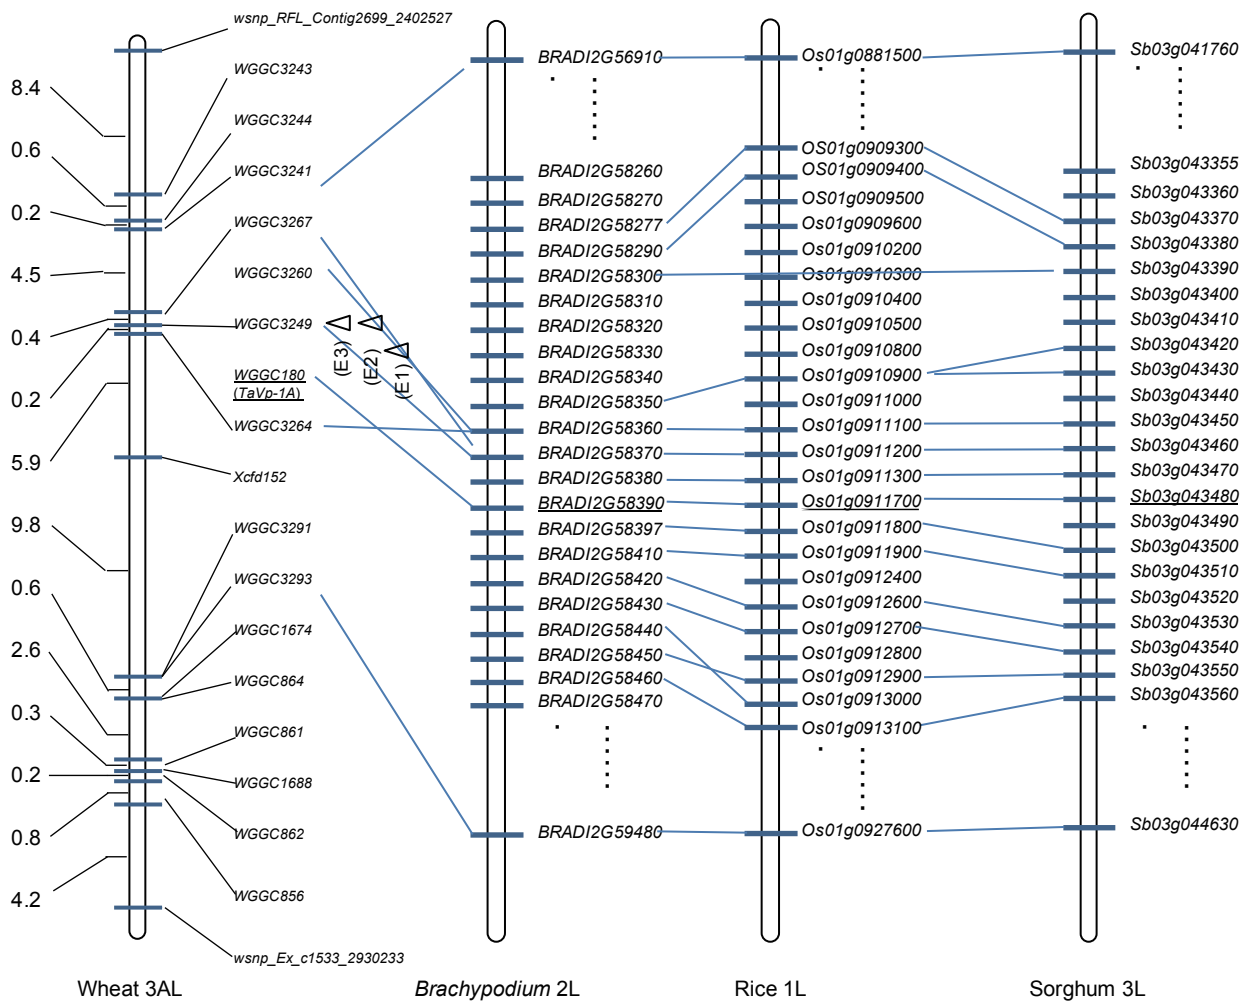 wsnp_RFL_Contig2699_2402527
WGGC3243
WGGC3244
WGGC3241
WGGC3267
WGGC3260
WGGC3249
WGGC180
(TaVp-1A)
WGGC3264
Xcfd152
WGGC3291
WGGC3293
WGGC1674
WGGC864
WGGC861
WGGC1688
WGGC862
WGGC856
wsnp_Ex_c1533_2930233
8.4
0.6
0.2
4.5
0.4
0.2
5.9
9.8
0.6
2.6
0.3
0.2
0.8
4.2
(E3)
(E2)
(E1)
BRADI2G56910
BRADI2G58260
BRADI2G58270
BRADI2G58277
BRADI2G58290
BRADI2G58300
BRADI2G58310
BRADI2G58320
BRADI2G58330
BRADI2G58340
BRADI2G58350
BRADI2G58360
BRADI2G58370
BRADI2G58380
BRADI2G58390
BRADI2G58397
BRADI2G58410
BRADI2G58420
BRADI2G58430
BRADI2G58440
BRADI2G58450
BRADI2G58460
BRADI2G58470
BRADI2G59480
Os01g0881500
OS01g0909300
OS01g0909400
OS01g0909500
Os01g0909600
Os01g0910200
Os01g0910300
Os01g0910400
Os01g0910500
Os01g0910800
Os01g0910900
Os01g0911000
Os01g0911100
Os01g0911200
Os01g0911300
Os01g0911700
Os01g0911800
Os01g0911900
Os01g0912400
Os01g0912600
Os01g0912700
Os01g0912800
Os01g0912900
Os01g0913000
Os01g0913100
Os01g0927600
Sb03g041760
Sb03g043355
Sb03g043360
Sb03g043370
Sb03g043380
Sb03g043390
Sb03g043400
Sb03g043410
Sb03g043420
Sb03g043430
Sb03g043440
Sb03g043450
Sb03g043460
Sb03g043470
Sb03g043480
Sb03g043490
Sb03g043500
Sb03g043510
Sb03g043520
Sb03g043530
Sb03g043540
Sb03g043550
Sb03g043560
Sb03g044630
Wheat 3AL
Brachypodium 2L
Rice 1L
Sorghum 3L